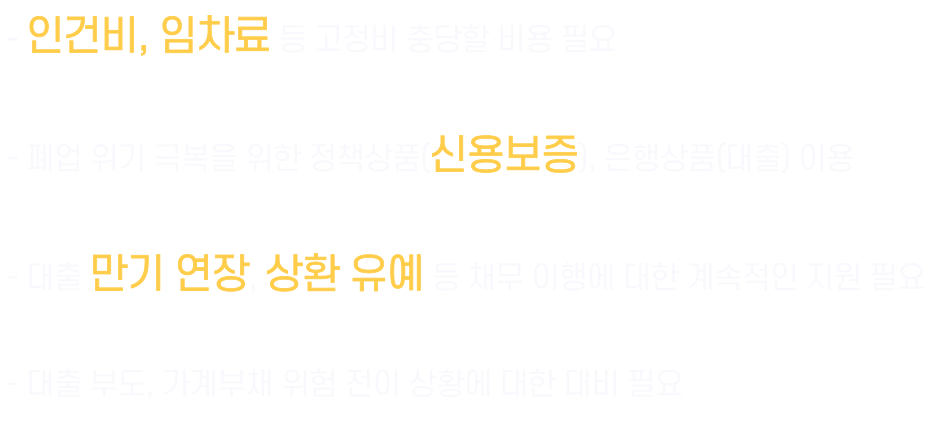 - 인건비, 임차료 등 고정비 충당할 비용 필요
- 폐업 위기 극복을 위한 정책상품(신용보증), 은행상품(대출) 이용
- 대출 만기 연장, 상환 유예 등 채무 이행에 대한 계속적인 지원 필요
- 대출 부도, 가계부채 위험 전이 상황에 대한 대비 필요